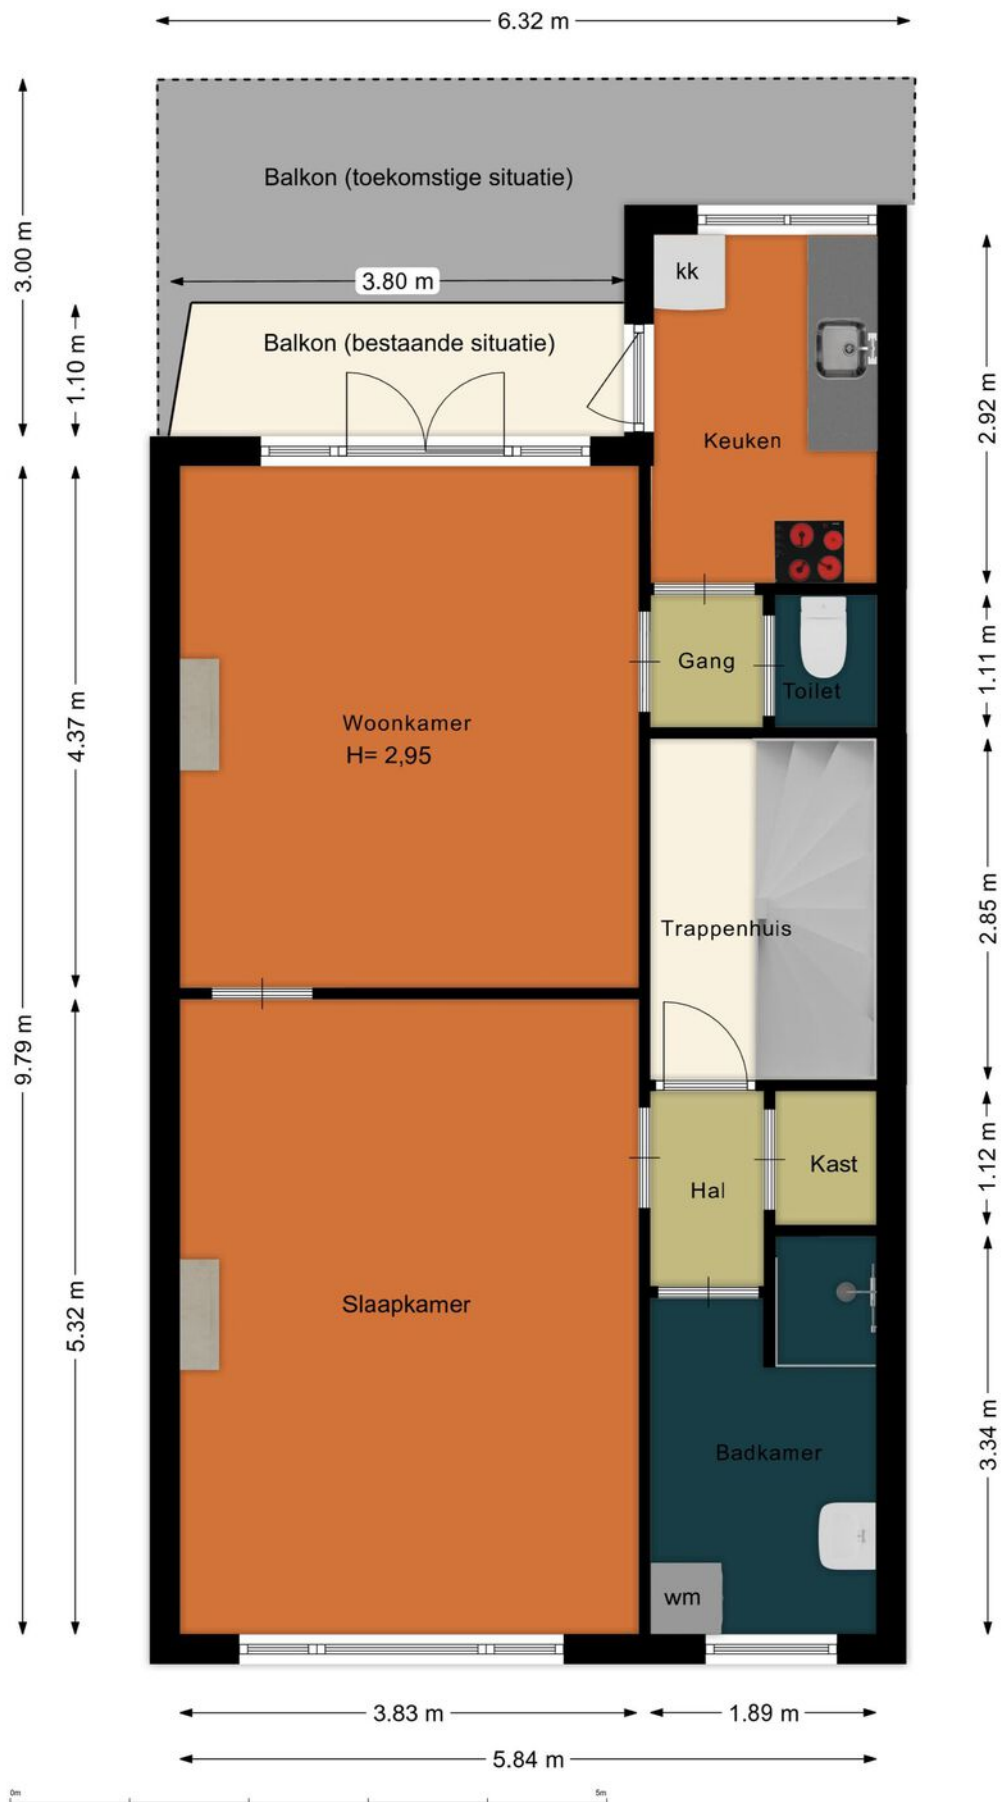 6.32 m
Balkon (toekomstige situatie)
3.00 m
3.80 m
kk
Balkon (bestaande situatie)
1.10 m
2.92 m
Keuken
1.11 m
Gang
Toilet
4.37 m
Woonkamer
H= 2,95
2.85 m
Trappenhuis
9.79 m
1.12 m
Kast
Hal
5.32 m
Slaapkamer
3.34 m
Badkamer
wm
3.83 m
1.89 m
5.84 m
0m
5m